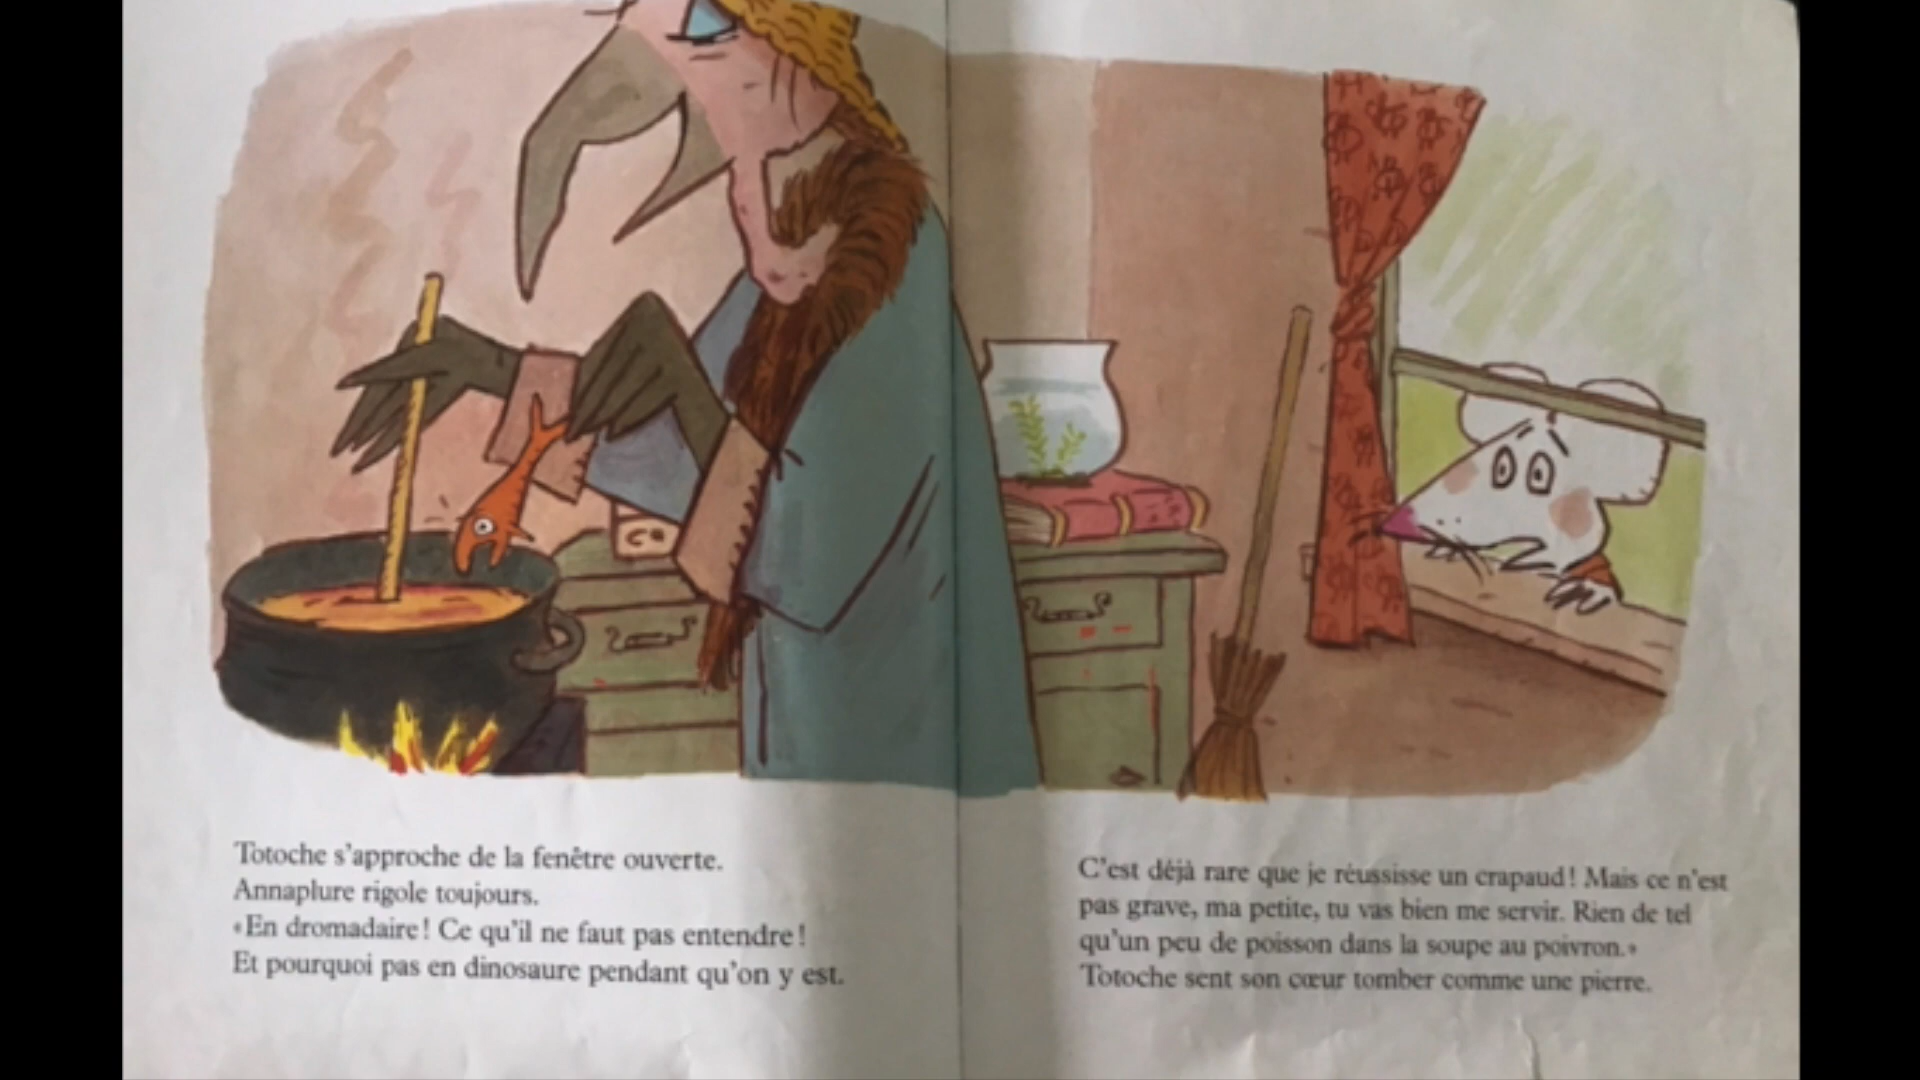 Totoche s'approche de la fenêtre ouverte.
Annaplure rigole toujours.
«En dromadaire! Ce qu'il ne faut pas entendre!
Et pourquoi pas en dinosaure pendant qu'on y est.
C'est déjà rare que je réussisse un crapaud! Mais ce n'est
pas grave, ma petite, tu vas bien me servir. Rien de tel
qu'un peu de poisson dans la soupe au poivron.»
Totoche sent son cœur tomber comme une pierre.